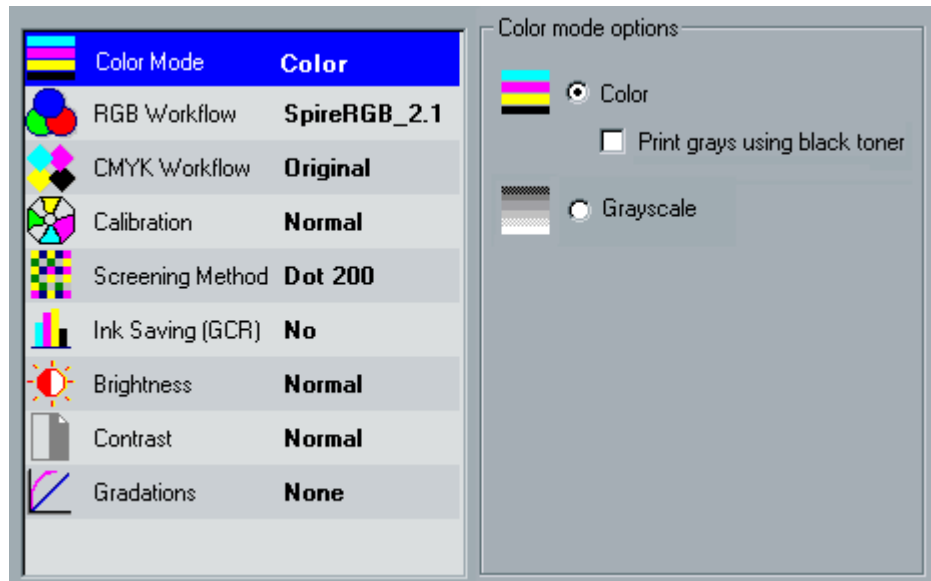 Color Mode Color
RGB Workflow SpireRGB_2.1
CMYK Workflow Original
Calibration Normal
Screening Method Dot 200
Ink Saving (GCR) No
Brightness Normal
Contrast Normal
Gradations None
Color mode options
Color
Print grays using black toner
Grayscale